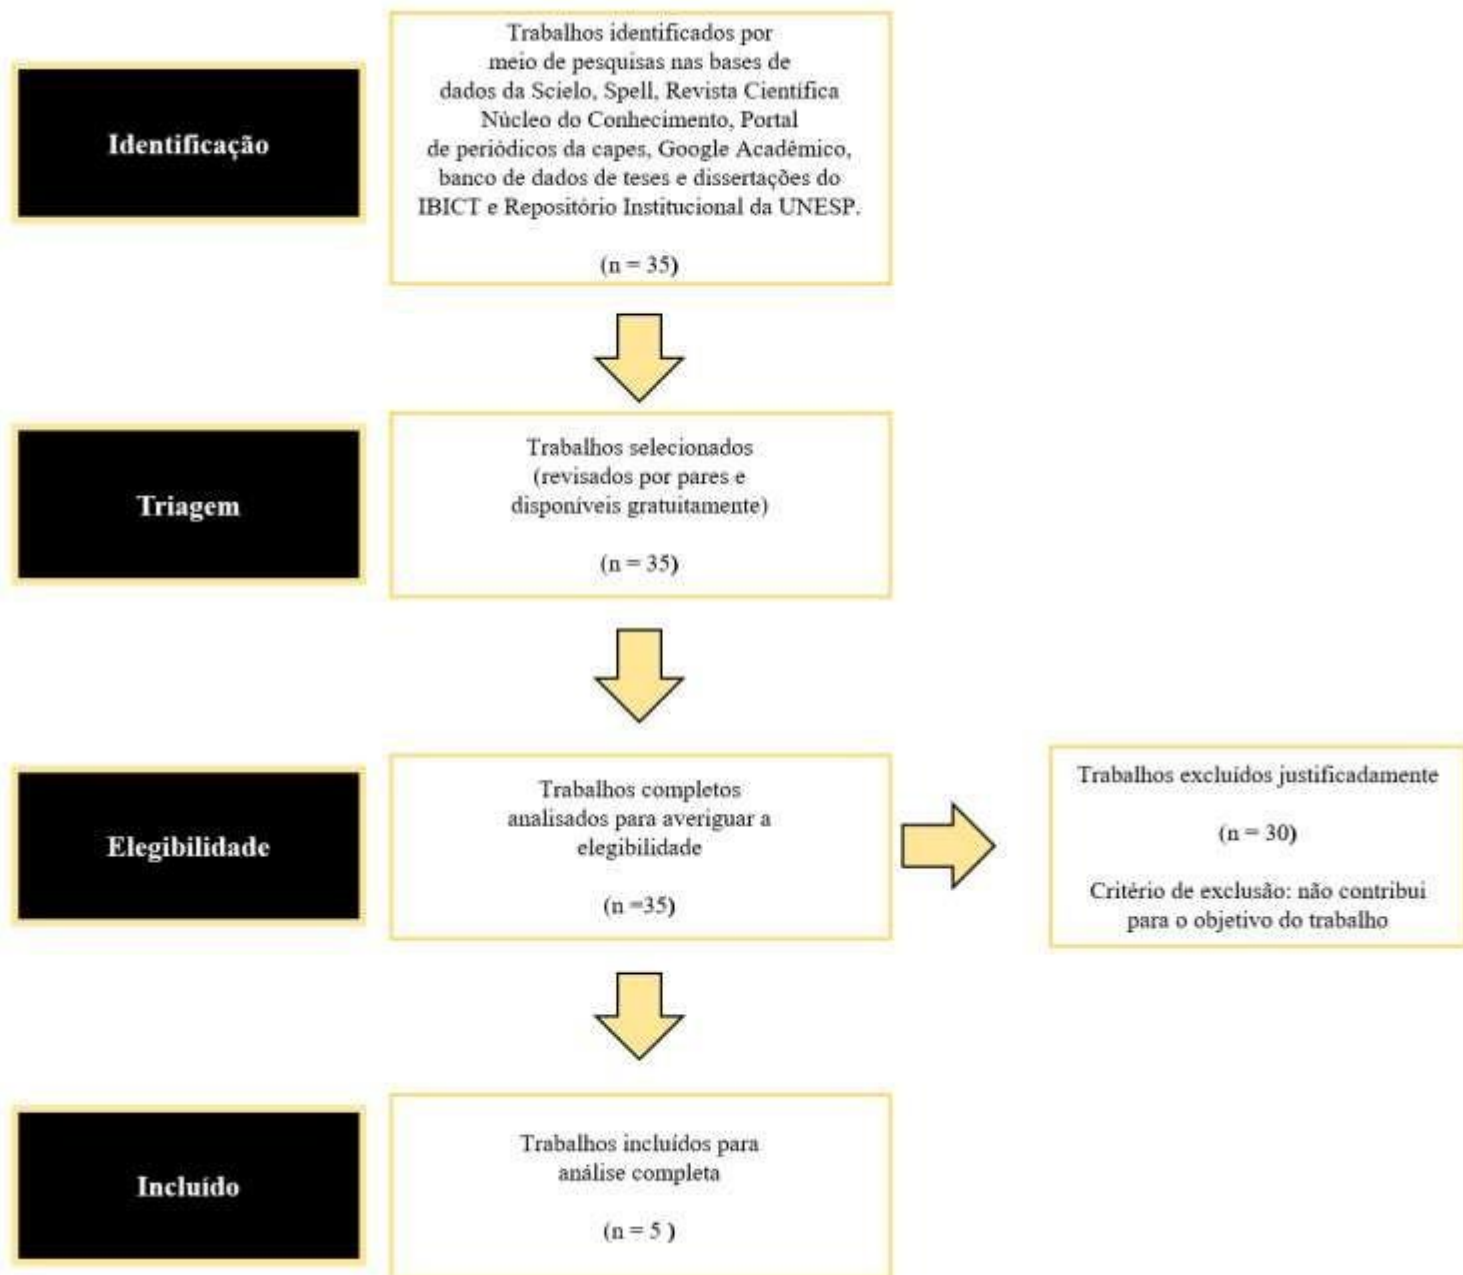 Identificação
Trabalhos identificados por
meio de pesquisas nas bases de
dados da Scielo, Spell, Revista Científica
Núcleo do Conhecimento, Portal
de periódicos da capes, Google Acadêmico,
banco de dados de teses e dissertações do
IBICT e Repositório Institucional da UNESP.
(n = 35)
Triagem
Trabalhos selecionados
(revisados por pares e
disponíveis gratuitamente)
(n = 35)
Elegibilidade
Trabalhos completos
analisados para averiguar a
elegibilidade
(n =35)
Trabalhos excluídos justificadamente
(n = 30)
Critério de exclusão: não contribui
para o objetivo do trabalho
Incluído
Trabalhos incluídos para
análise completa
(n = 5 )